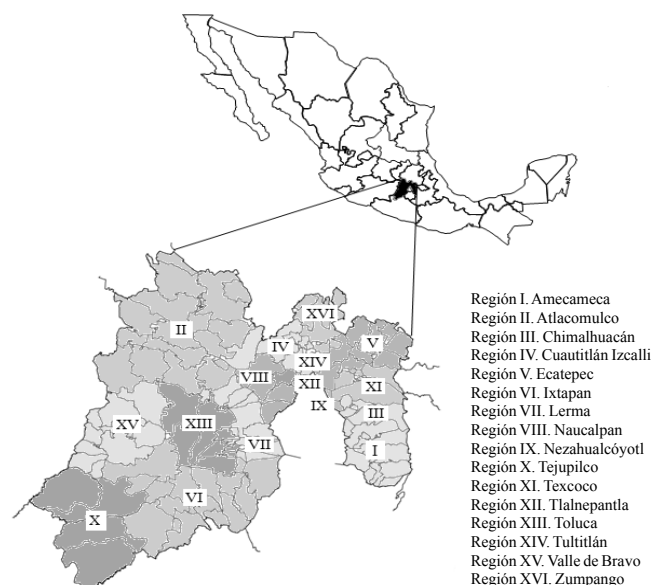 XVI
II
V
IV
XIV
VIII
XII
XI
IX
III
XV
XIII
VII
I
VI
X
Región I. Amecameca
Región II. Atlacomulco
Región III. Chimalhuacán
Región IV. Cuautitlán Izcalli
Región V. Ecatepec
Región VI. Ixtapan
Región VII. Lerma
Región VIII. Naucalpan
Región IX. Nezahualcóyotl
Región X. Tejupilco
Región XI. Texcoco
Región XII. Tlalnepantla
Región XIII. Toluca
Región XIV. Tultitlán
Región XV. Valle de Bravo
Región XVI. Zumpango